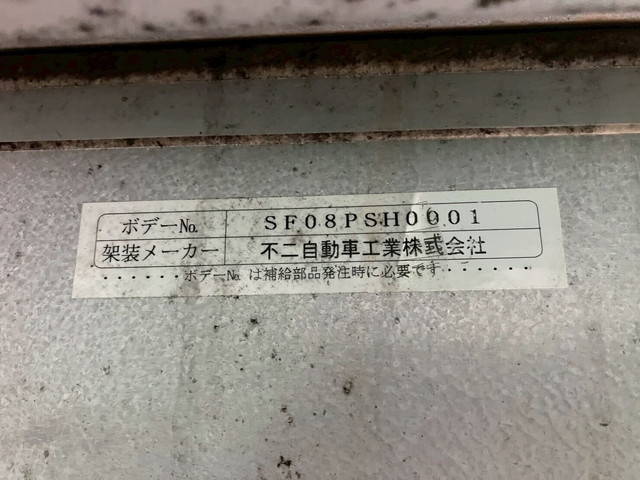 ボデー№ SF08PSH0001
架装メーカー 不二自動車工業株式会社
······ボデー№ は補給部品発注時に必要です·······